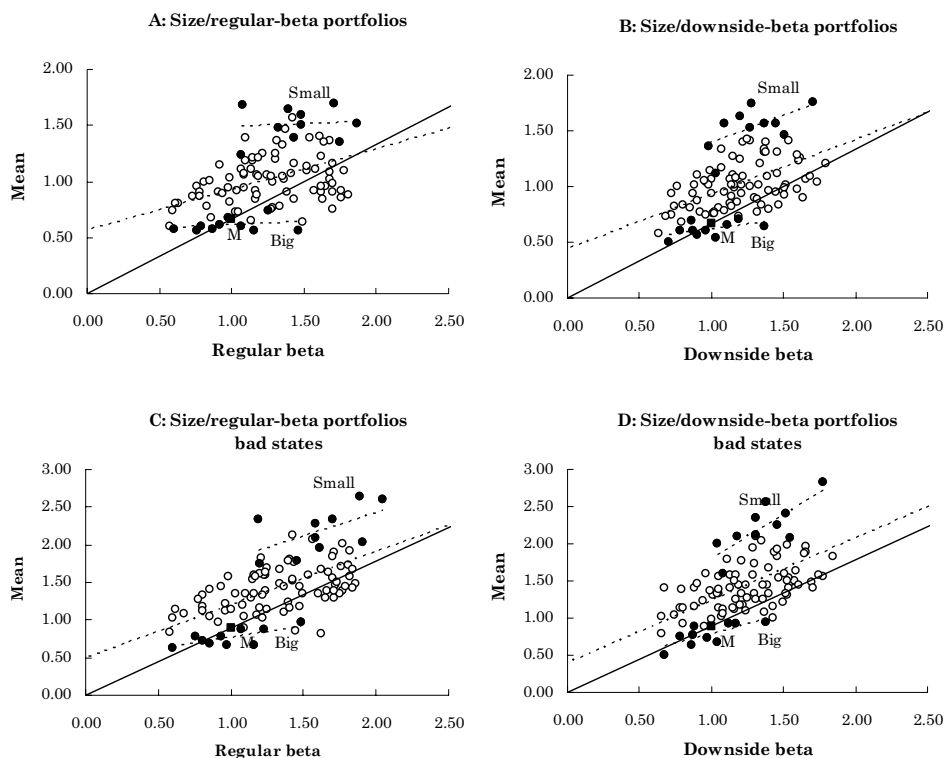 A: Size/regular-beta portfolios
Mean
2.00
1.50
1.00
0.50
0.00
Small
M
Big
0.00 0.50 1.00 1.50 2.00 2.50
Regular beta
B: Size/downside-beta portfolios
Mean
2.00
1.50
1.00
0.50
0.00
Small
M
Big
0.00 0.50 1.00 1.50 2.00 2.50
Downside beta
C: Size/regular-beta portfolios
bad states
Mean
3.00
2.50
2.00
1.50
1.00
0.50
0.00
Small
M
Big
0.00 0.50 1.00 1.50 2.00 2.50
Regular beta
D: Size/downside-beta portfolios
bad states
Mean
3.00
2.50
2.00
1.50
1.00
0.50
0.00
Small
M
Big
0.00 0.50 1.00 1.50 2.00 2.50
Downside beta